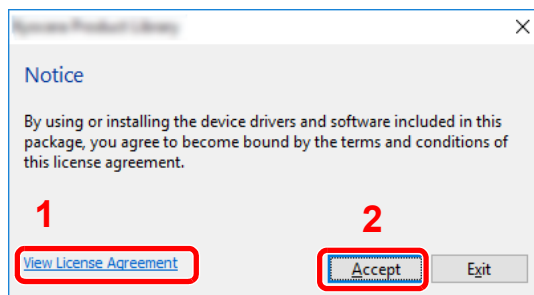 Notice
By using or installing the device drivers and software included in this
package, you agree to become bound by the terms and conditions of
this license agreement.
1
2
View License Agreement
Accept
Exit